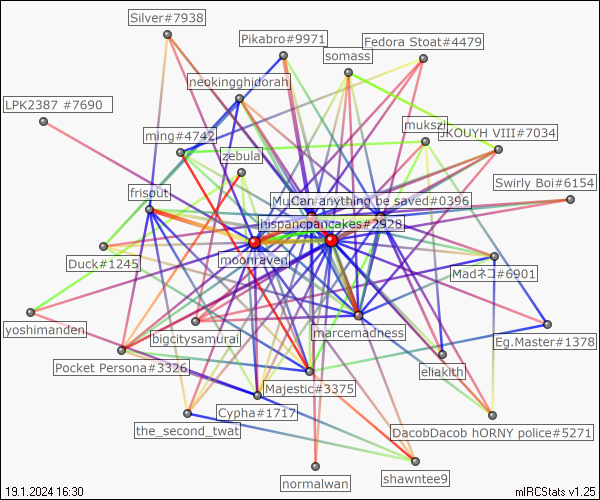 Silver#7938
Pikabro#9971
Fedora Stoat#4479
somass
neokingghidorah
LPK2387 #7690
mukszi
JKOUYH VIII#7034
ming#4742
zebula
Swirly Boi#6154
frisout
Can anything be saved#0396
hispancpancakes#2928
moonraven
Duck#1245
Madネコ#6901
yoshimanden
bigcitysamurai
marcemadness
Eg.Master#1378
Pocket Persona#3326
eliakith
Majestic#3375
Cypha#1717
the_second_twat
DacobDacob hORNY police#5271
normalwan
shawntee9
19.1.2024 16:30
mIRCStats v1.25